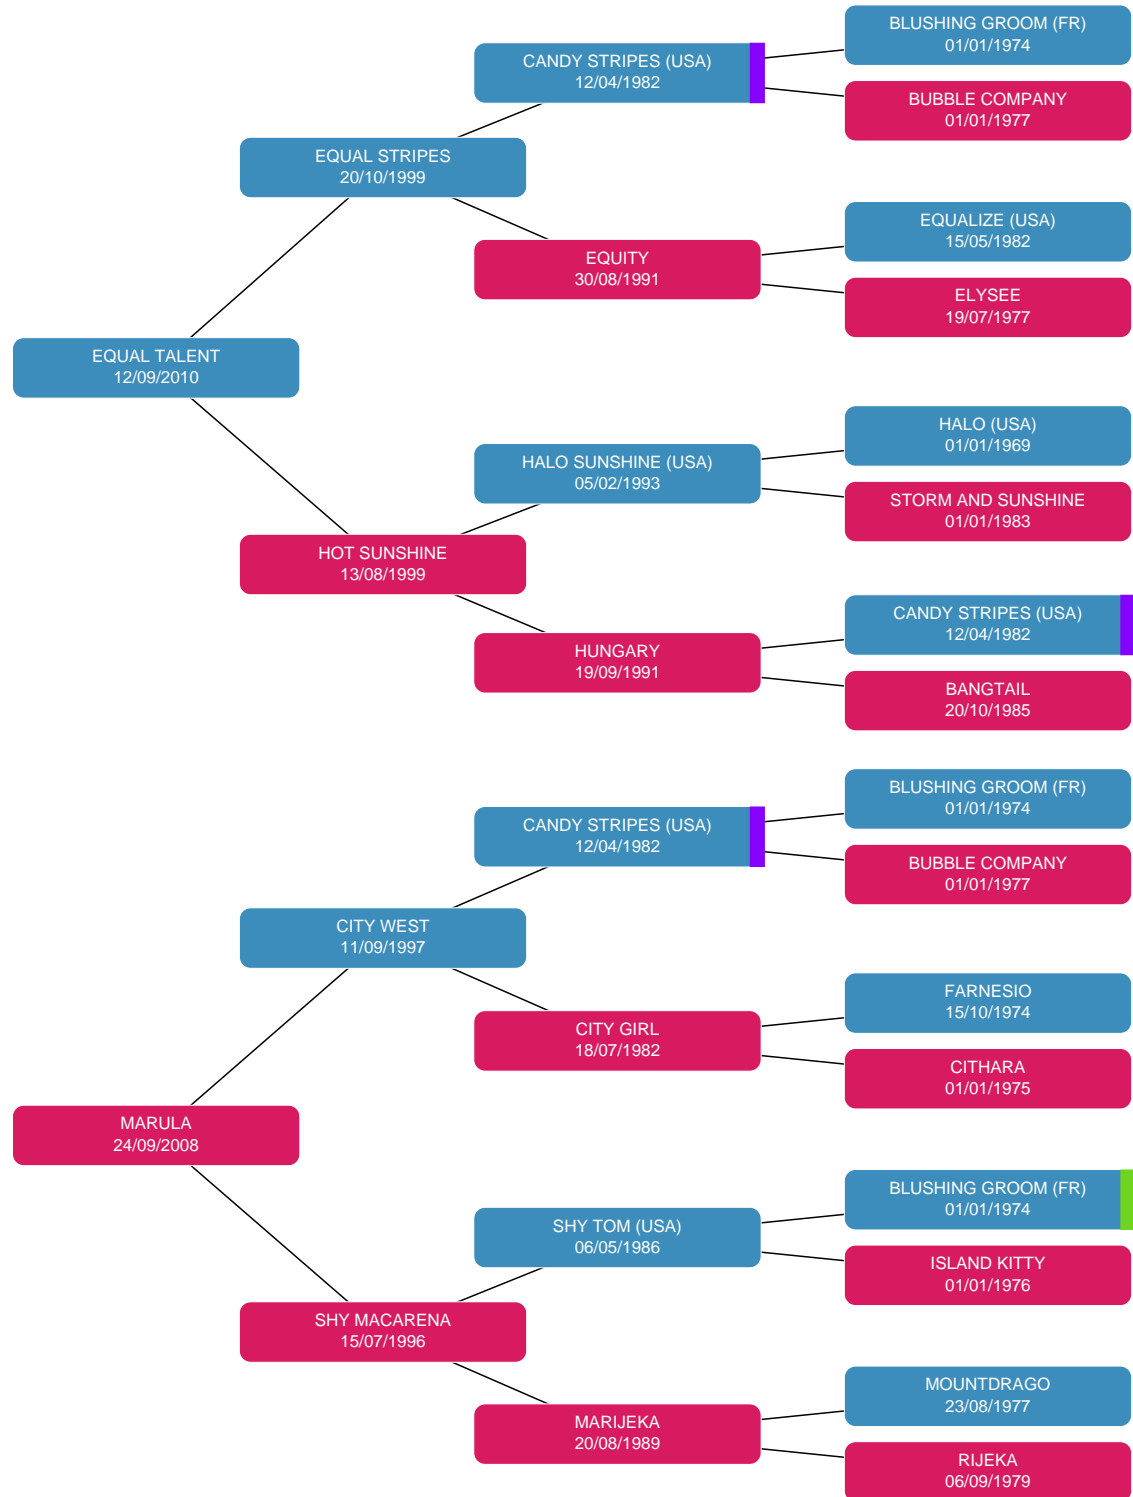 BLUSHING GROOM (FR)
01/01/1974
CANDY STRIPES (USA)
12/04/1982
BUBBLE COMPANY
01/01/1977
EQUAL STRIPES
20/10/1999
EQUALIZE (USA)
15/05/1982
EQUITY
30/08/1991
ELYSEE
19/07/1977
EQUAL TALENT
12/09/2010
HALO (USA)
01/01/1969
HALO SUNSHINE (USA)
05/02/1993
STORM AND SUNSHINE
01/01/1983
HOT SUNSHINE
13/08/1999
CANDY STRIPES (USA)
12/04/1982
HUNGARY
19/09/1991
BANGTAIL
20/10/1985
BLUSHING GROOM (FR)
01/01/1974
CANDY STRIPES (USA)
12/04/1982
BUBBLE COMPANY
01/01/1977
CITY WEST
11/09/1997
FARNESIO
15/10/1974
CITY GIRL
18/07/1982
CITHARA
01/01/1975
MARULA
24/09/2008
BLUSHING GROOM (FR)
01/01/1974
SHY TOM (USA)
06/05/1986
ISLAND KITTY
01/01/1976
SHY MACARENA
15/07/1996
MOUNTDRAGO
23/08/1977
MARIJEKA
20/08/1989
RIJEKA
06/09/1979